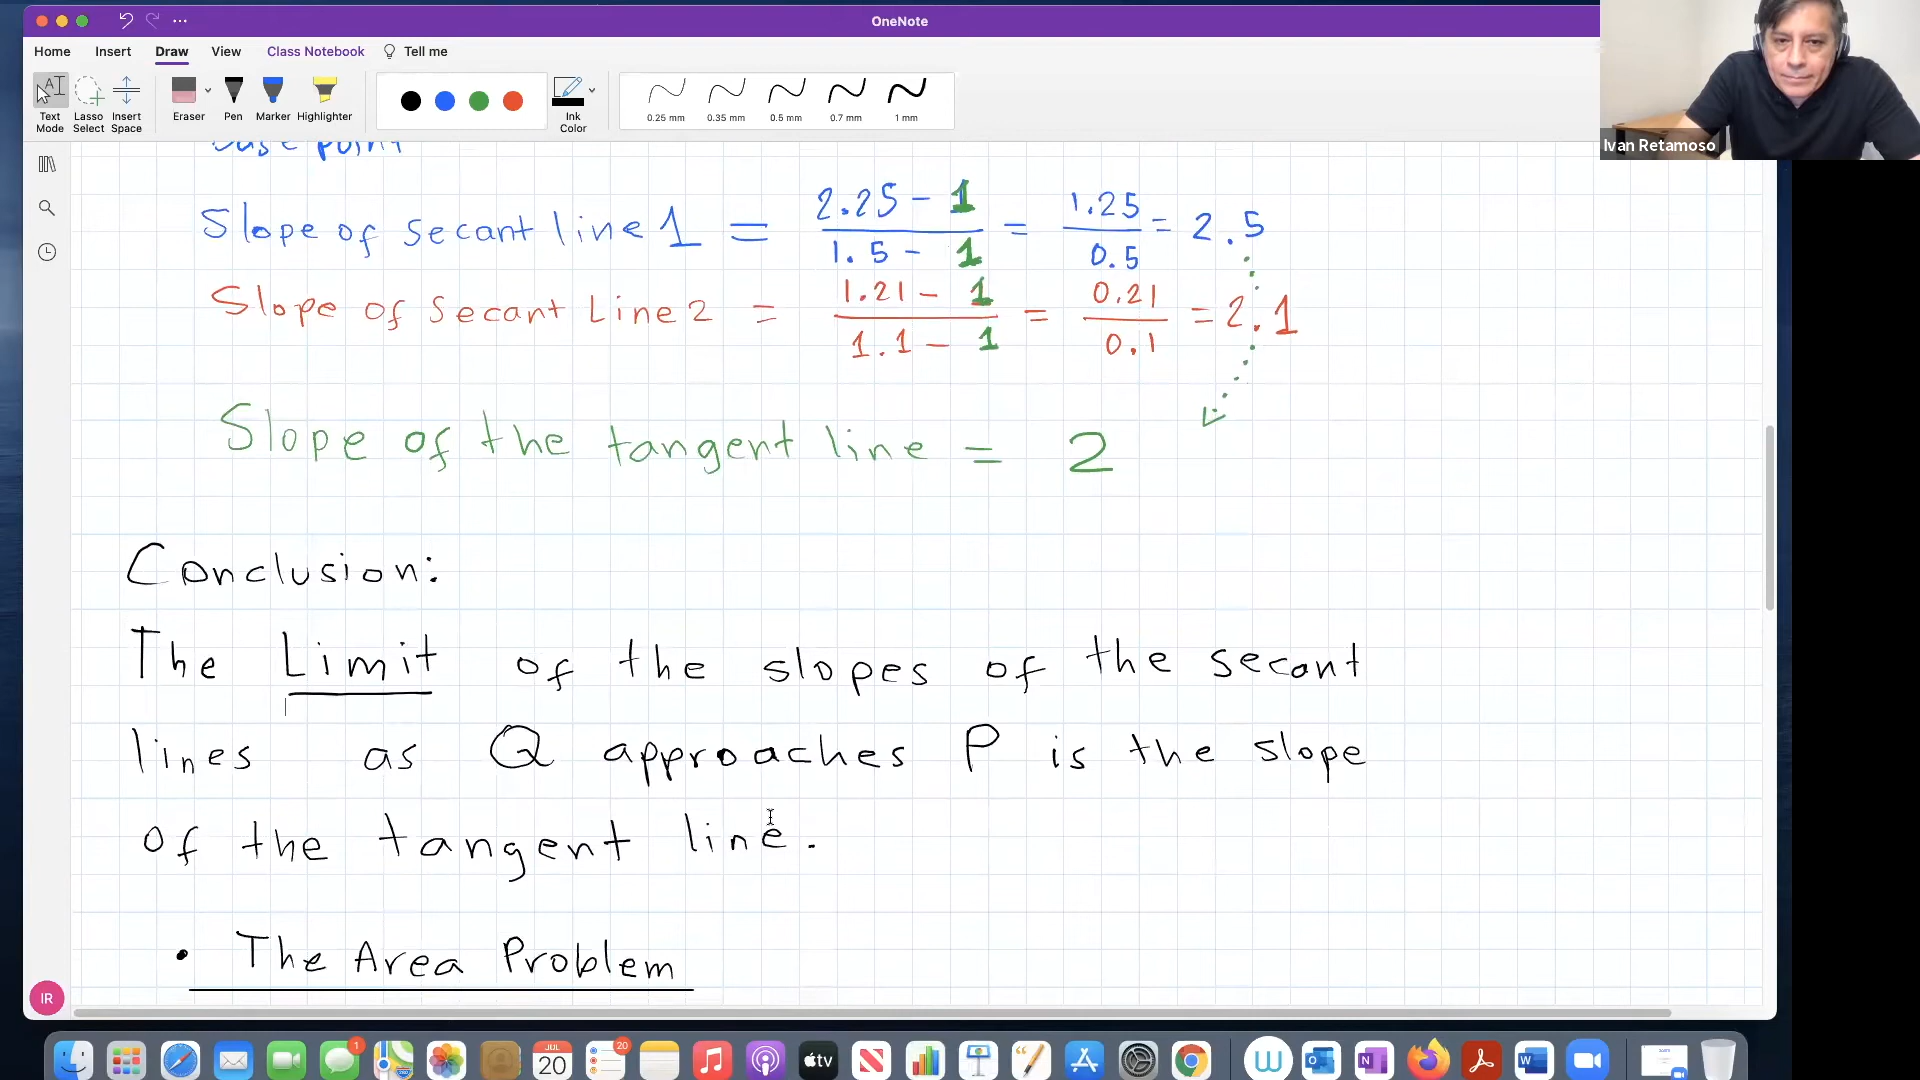 OneNote
Home Insert Draw View Class Notebook Tell me
Text Mode Lasso Select Insert Space Eraser Pen Marker Highlighter Ink Color 0.25 mm 0.35 mm 0.5 mm 0.7 mm 1 mm
Ivan Retamoso
base point
Slope of secant line 1 = 2.25 - 1 / 1.5 - 1 = 1.25 / 0.5 = 2.5
Slope of Secant Line 2 = 1.21 - 1 / 1.1 - 1 = 0.21 / 0.1 = 2.1
Slope of the tangent line = 2
Conclusion:
The Limit of the slopes of the secant
lines as Q approaches P is the slope
of the tangent line.
• The Area Problem
IR
1
JUL
20
20
tv
W